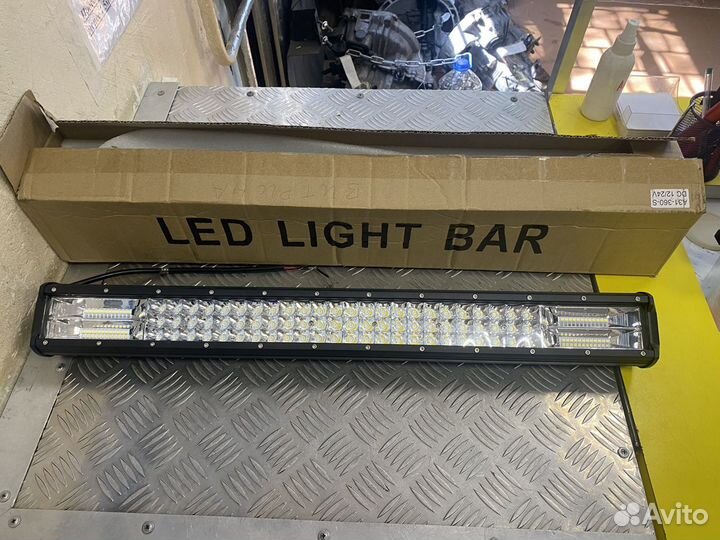 A31-360-S
DC 12/24V
LED LIGHT BAR
Avito